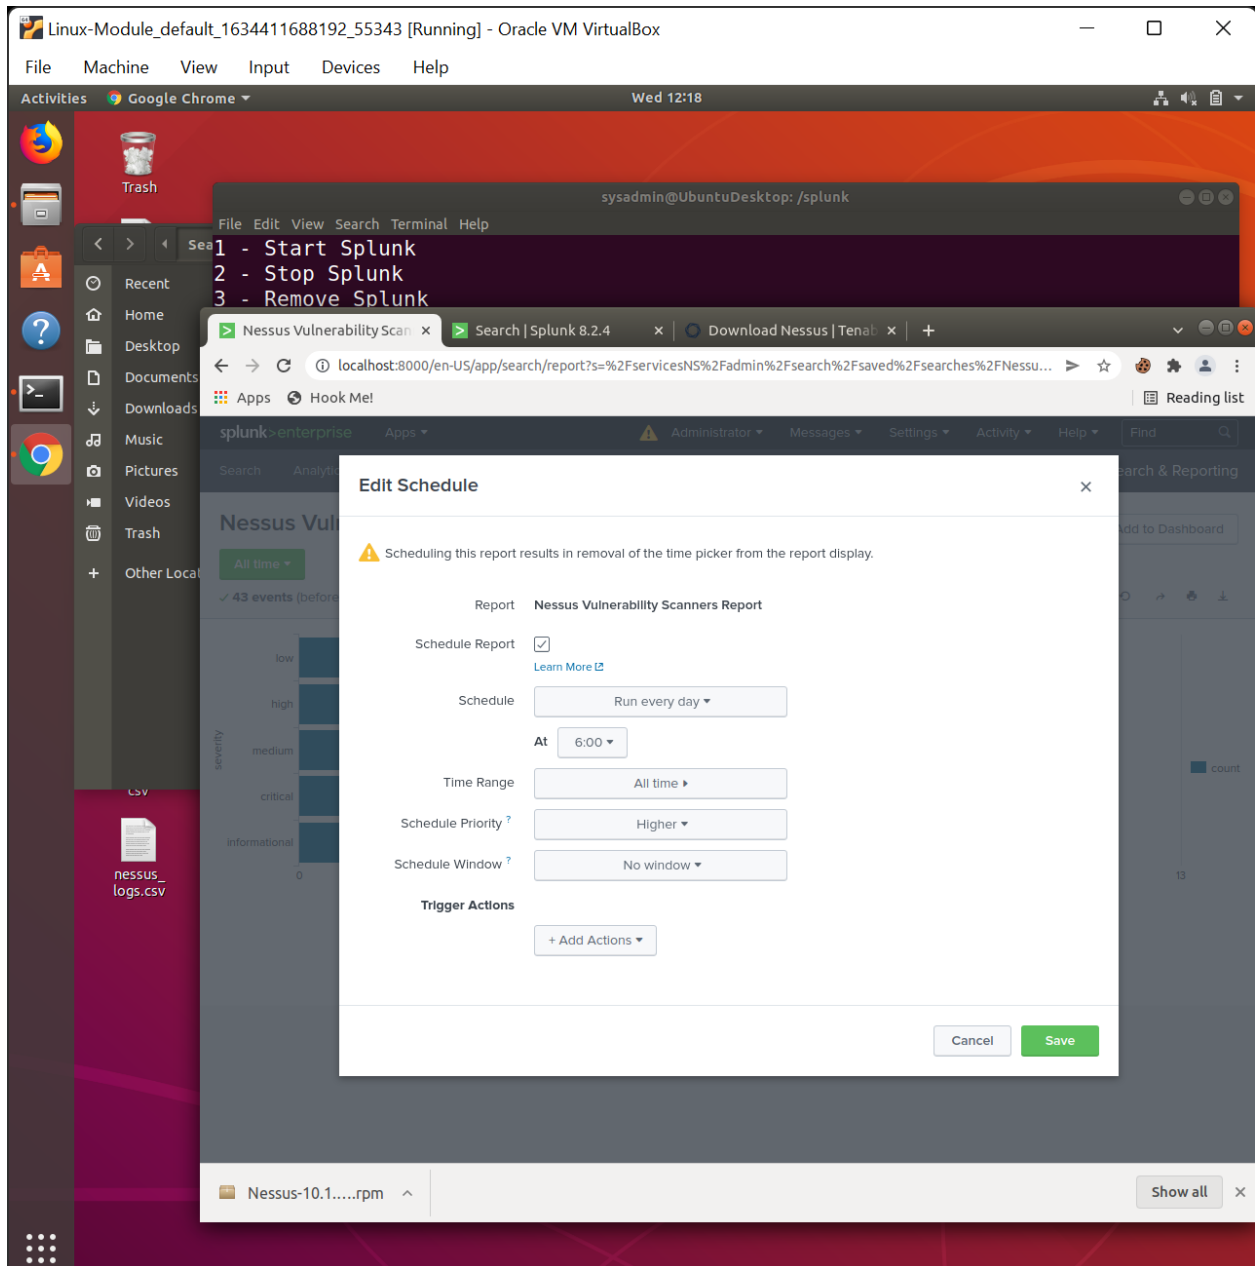 Linux-Module_default_1634411688192_55343 [Running] - Oracle VM VirtualBox
File Machine View Input Devices Help
Activities Google Chrome Wed 12:18
Trash
sysadmin@UbuntuDesktop: /splunk
File Edit View Search Terminal Help
Sea
1 - Start Splunk
2 - Stop Splunk
3 - Remove Splunk
Recent
Home
Desktop
Documents
Downloads
Music
Pictures
Videos
Trash
+ Other Locat
Nessus Vulnerability Scan × Search | Splunk 8.2.4 × Download Nessus | Tenab × +
localhost:8000/en-US/app/search/report?s=%2FservicesNS%2Fadmin%2Fsearch%2Fsaved%2Fsearches%2FNessu...
Apps Hook Me! Reading list
splunk>enterprise Apps Administrator Messages Settings Activity Help Find
Search Analytic earch & Reporting
Nessus Vul Add to Dashboard
All time
43 events (before
low
high
medium
critical
informational
severity
0
13
count
Edit Schedule ×
Scheduling this report results in removal of the time picker from the report display.
Report Nessus Vulnerability Scanners Report
Schedule Report
Learn More
Schedule Run every day
At 6:00
Time Range All time
Schedule Priority ? Higher
Schedule Window ? No window
Trigger Actions
+ Add Actions
Cancel Save
csv
nessus_
logs.csv
Nessus-10.1.....rpm Show all ×